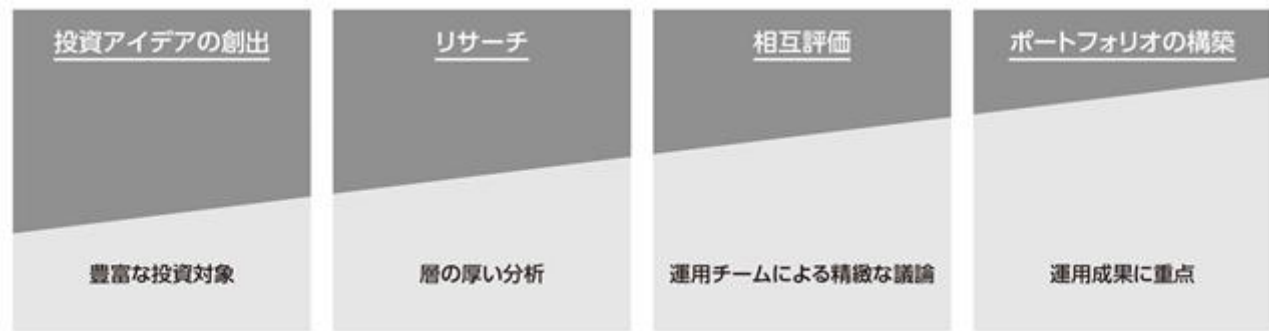 投資アイデアの創出
リサーチ
相互評価
ポートフォリオの構築
豊富な投資対象
層の厚い分析
運用チームによる精緻な議論
運用成果に重点